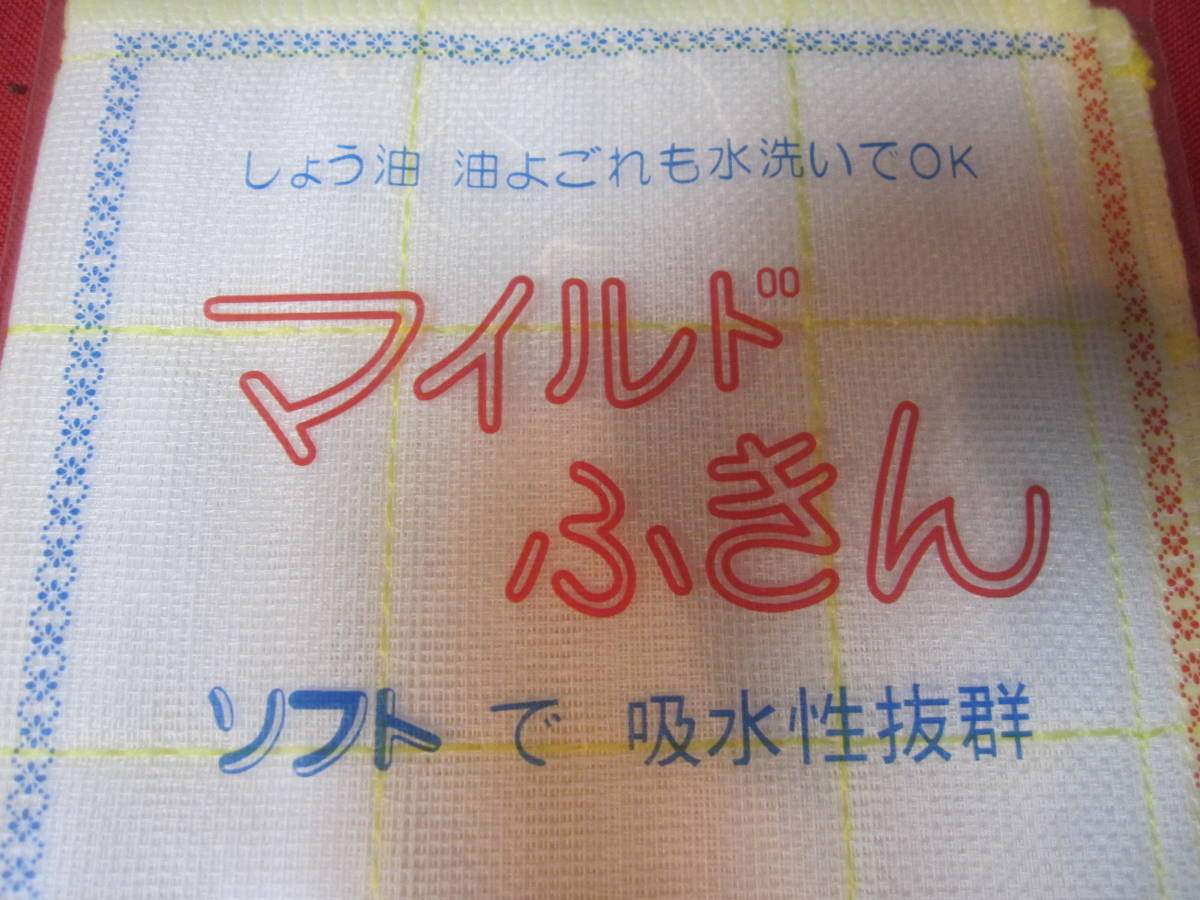 しょう油 油よごれも水洗いでOK
マイルド
ふきん
ソフトで 吸水性抜群